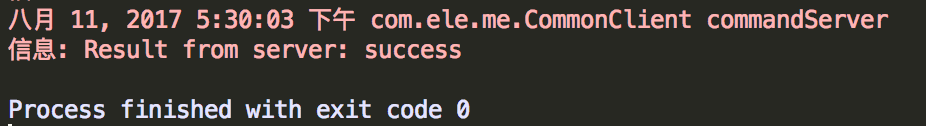 八月 11, 2017 5:30:03 下午 com.ele.me.CommonClient commandServer
信息: Result from server: success
Process finished with exit code 0